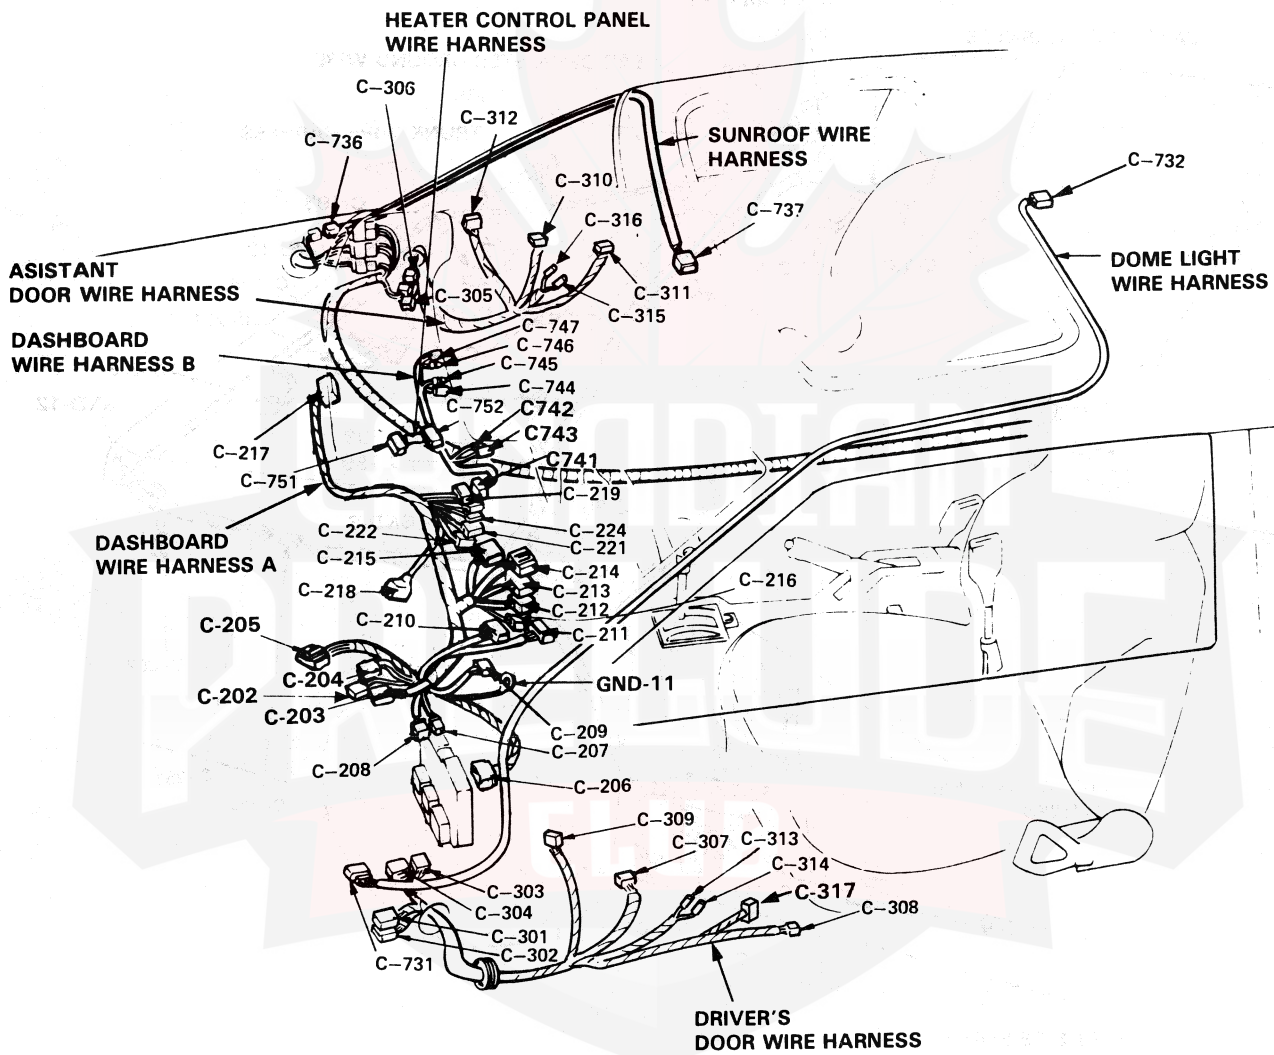 HEATER CONTROL PANEL
WIRE HARNESS
C-306
C-312
C-736
SUNROOF WIRE
HARNESS
C-732
C-310
C-316
C-737
DOME LIGHT
WIRE HARNESS
ASISTANT
DOOR WIRE HARNESS
C-305
C-311
C-315
DASHBOARD
WIRE HARNESS B
C-747
C-746
C-745
C-744
C-752
C742
C743
C-217
C741
C-751
C-219
C-222
C-224
DASHBOARD
WIRE HARNESS A
C-221
C-215
C-214
C-216
C-218
C-213
C-212
C-210
C-211
C-205
C-204
GND-11
C-202
C-203
C-209
C-207
C-208
C-206
C-309
C-307
C-313
C-314
C-303
C-317
C-304
C-308
C-301
C-302
C-731
DRIVER'S
DOOR WIRE HARNESS
CANADIAN
PRELUDE
CLUB